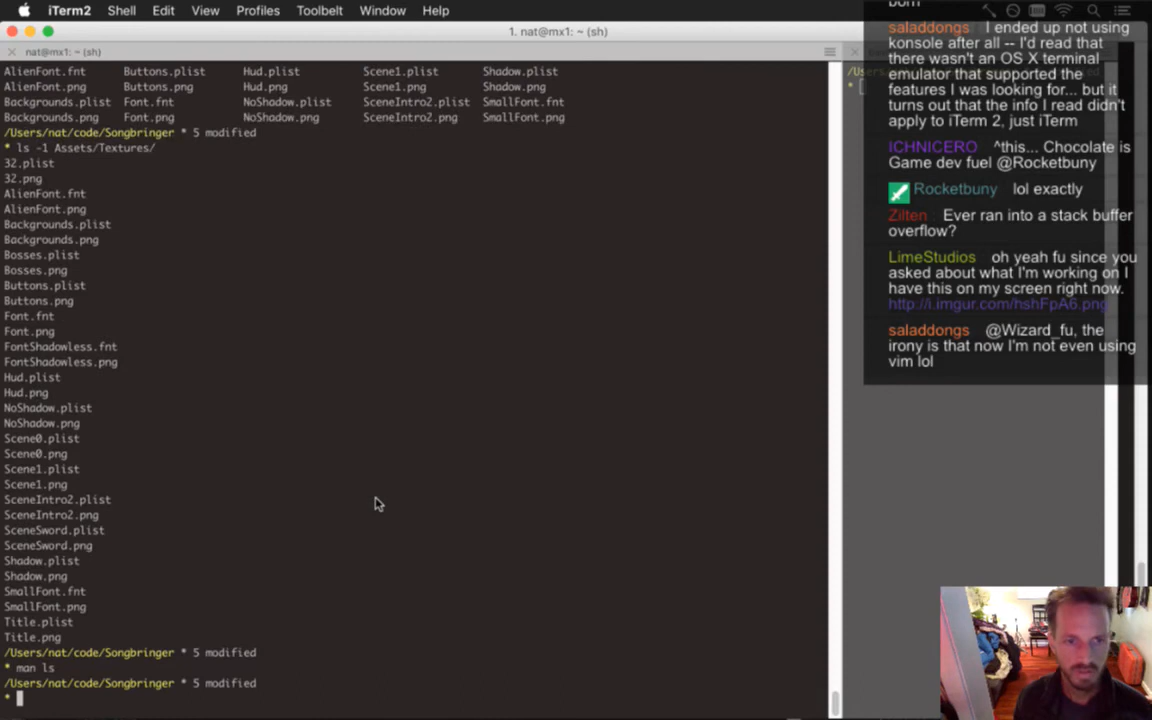 iTerm2 Shell Edit View Profiles Toolbelt Window Help
1. nat@mx1: ~ (sh)
nat@mx1: ~ (sh)
AlienFont.fnt Buttons.plist Hud.plist Scene1.plist Shadow.plist
AlienFont.png Buttons.png Hud.png Scene1.png Shadow.png
Backgrounds.plist Font.fnt NoShadow.plist SceneIntro2.plist SmallFont.fnt
Backgrounds.png Font.png NoShadow.png SceneIntro2.png SmallFont.png
/Users/nat/code/Songbringer * 5 modified
* ls -1 Assets/Textures/
32.plist
32.png
AlienFont.fnt
AlienFont.png
Backgrounds.plist
Backgrounds.png
Bosses.plist
Bosses.png
Buttons.plist
Buttons.png
Font.fnt
Font.png
FontShadowless.fnt
FontShadowless.png
Hud.plist
Hud.png
NoShadow.plist
NoShadow.png
Scene0.plist
Scene0.png
Scene1.plist
Scene1.png
SceneIntro2.plist
SceneIntro2.png
SceneSword.plist
SceneSword.png
Shadow.plist
Shadow.png
SmallFont.fnt
SmallFont.png
Title.plist
Title.png
/Users/nat/code/Songbringer * 5 modified
* man ls
/Users/nat/code/Songbringer * 5 modified
*
saladdongs I ended up not using
konsole after all -- I'd read that
there wasn't an OS X terminal
emulator that supported the
features I was looking for... but it
turns out that the info I read didn't
apply to iTerm 2, just iTerm
ICHNICERO ^this... Chocolate is
Game dev fuel @Rocketbuny
Rocketbuny lol exactly
Zilten Ever ran into a stack buffer
overflow?
LimeStudios oh yeah fu since you
asked about what I'm working on I
have this on my screen right now.
http://i.imgur.com/hshFpA6.png
saladdongs @Wizard_fu, the
irony is that now I'm not even using
vim lol